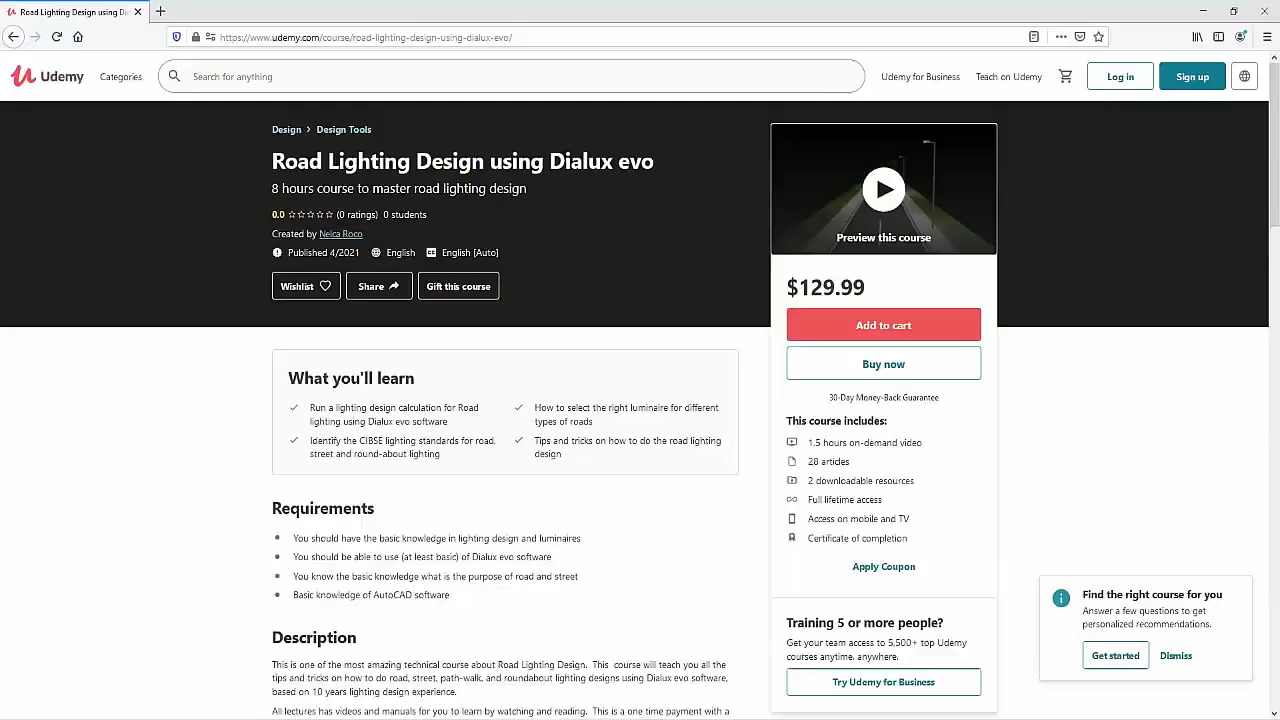 Road Lighting Design using Di
https://www.udemy.com/course/road-lighting-design-using-dialux-evo/
Udemy
Categories
Search for anything
Udemy for Business
Teach on Udemy
Log in
Sign up
Design > Design Tools
Road Lighting Design using Dialux evo
8 hours course to master road lighting design
0.0 (0 ratings) 0 students
Created by Nelca Roco
Published 4/2021 English English [Auto]
Wishlist
Share
Gift this course
Preview this course
$129.99
Add to cart
Buy now
30-Day Money-Back Guarantee
This course includes:
1.5 hours on-demand video
28 articles
2 downloadable resources
Full lifetime access
Access on mobile and TV
Certificate of completion
Apply Coupon
Training 5 or more people?
Get your team access to 5,500+ top Udemy
courses anytime, anywhere.
Try Udemy for Business
What you'll learn
Run a lighting design calculation for Road
lighting using Dialux evo software
How to select the right luminaire for different
types of roads
Identify the CIBSE lighting standards for road,
street and round-about lighting
Tips and tricks on how to do the road lighting
design
Requirements
You should have the basic knowledge in lighting design and luminaires
You should be able to use (at least basic) of Dialux evo software
You know the basic knowledge what is the purpose of road and street
Basic knowledge of AutoCAD software
Description
This is one of the most amazing technical course about Road Lighting Design. This course will teach you all the
tips and tricks on how to do road, street, path-walk, and roundabout lighting designs using Dialux evo software,
based on 10 years lighting design experience.
All lectures has videos and manuals for you to learn by watching and reading. This is a one time payment with a
Find the right course for you
Answer a few questions to get
personalized recommendations.
Get started
Dismiss